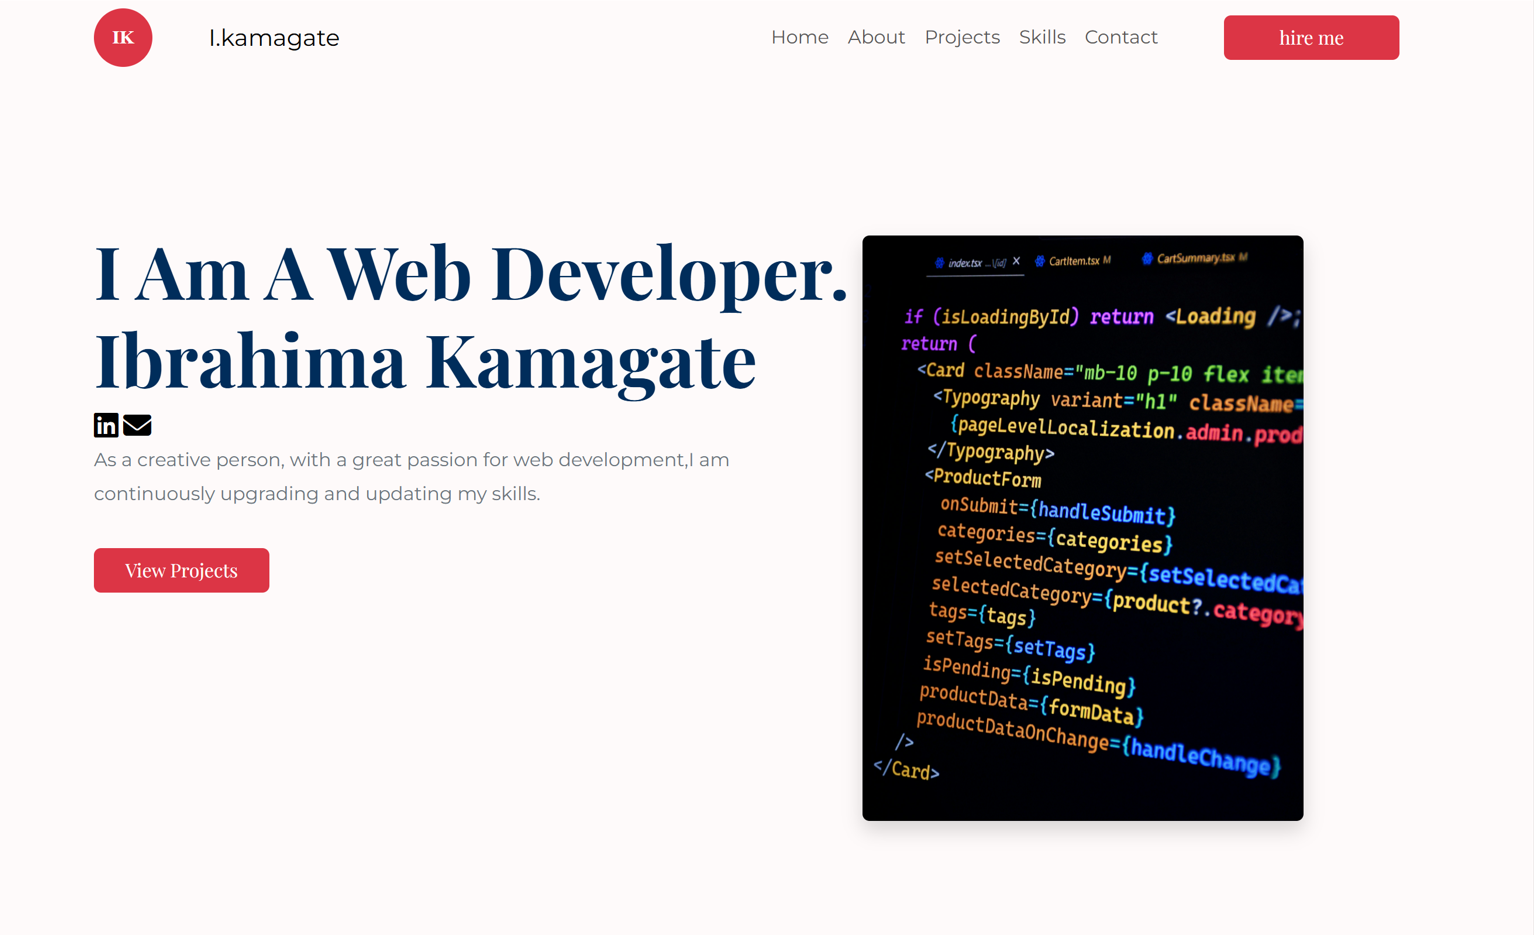 IK
I.kamagate
Home About Projects Skills Contact
hire me
I Am A Web Developer.
Ibrahima Kamagate
in
As a creative person, with a great passion for web development,I am
continuously upgrading and updating my skills.
View Projects
index.tsx ...\[id] × CartItem.tsx M CartSummary.tsx M
if (isLoadingById) return <Loading />;
return (
<Card className="mb-10 p-10 flex item
<Typography variant="h1" className=
{pageLevelLocalization.admin.prod
</Typography>
<ProductForm
onSubmit={handleSubmit}
categories={categories}
setSelectedCategory={setSelectedCat
selectedCategory={product?.category
tags={tags}
setTags={setTags}
isPending={isPending}
productData={formData}
productDataOnChange={handleChange}
/>
</Card>